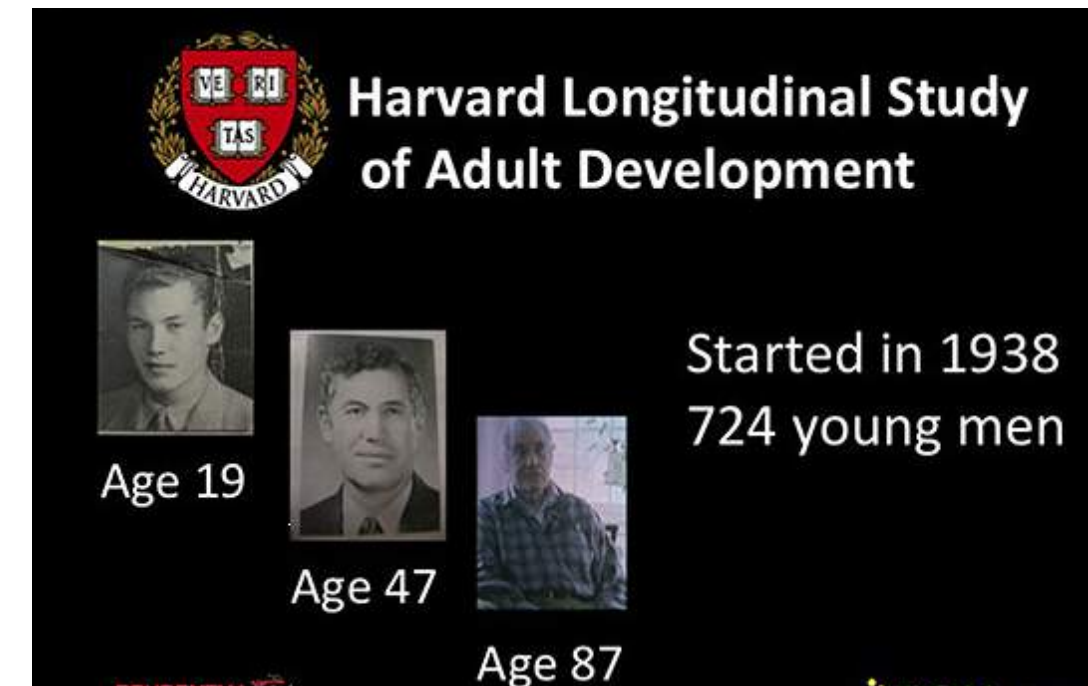 VE RI
TAS
HARVARD
Harvard Longitudinal Study
of Adult Development
Started in 1938
724 young men
Age 19
Age 47
Age 87